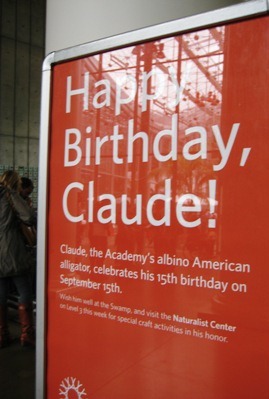 Happy
Birthday,
Claude!
Claude, the Academy's albino American
alligator, celebrates his 15th birthday on
September 15th.
Wish him well at the Swamp, and visit the Naturalist Center
on Level 3 this week for special craft activities in his honor.